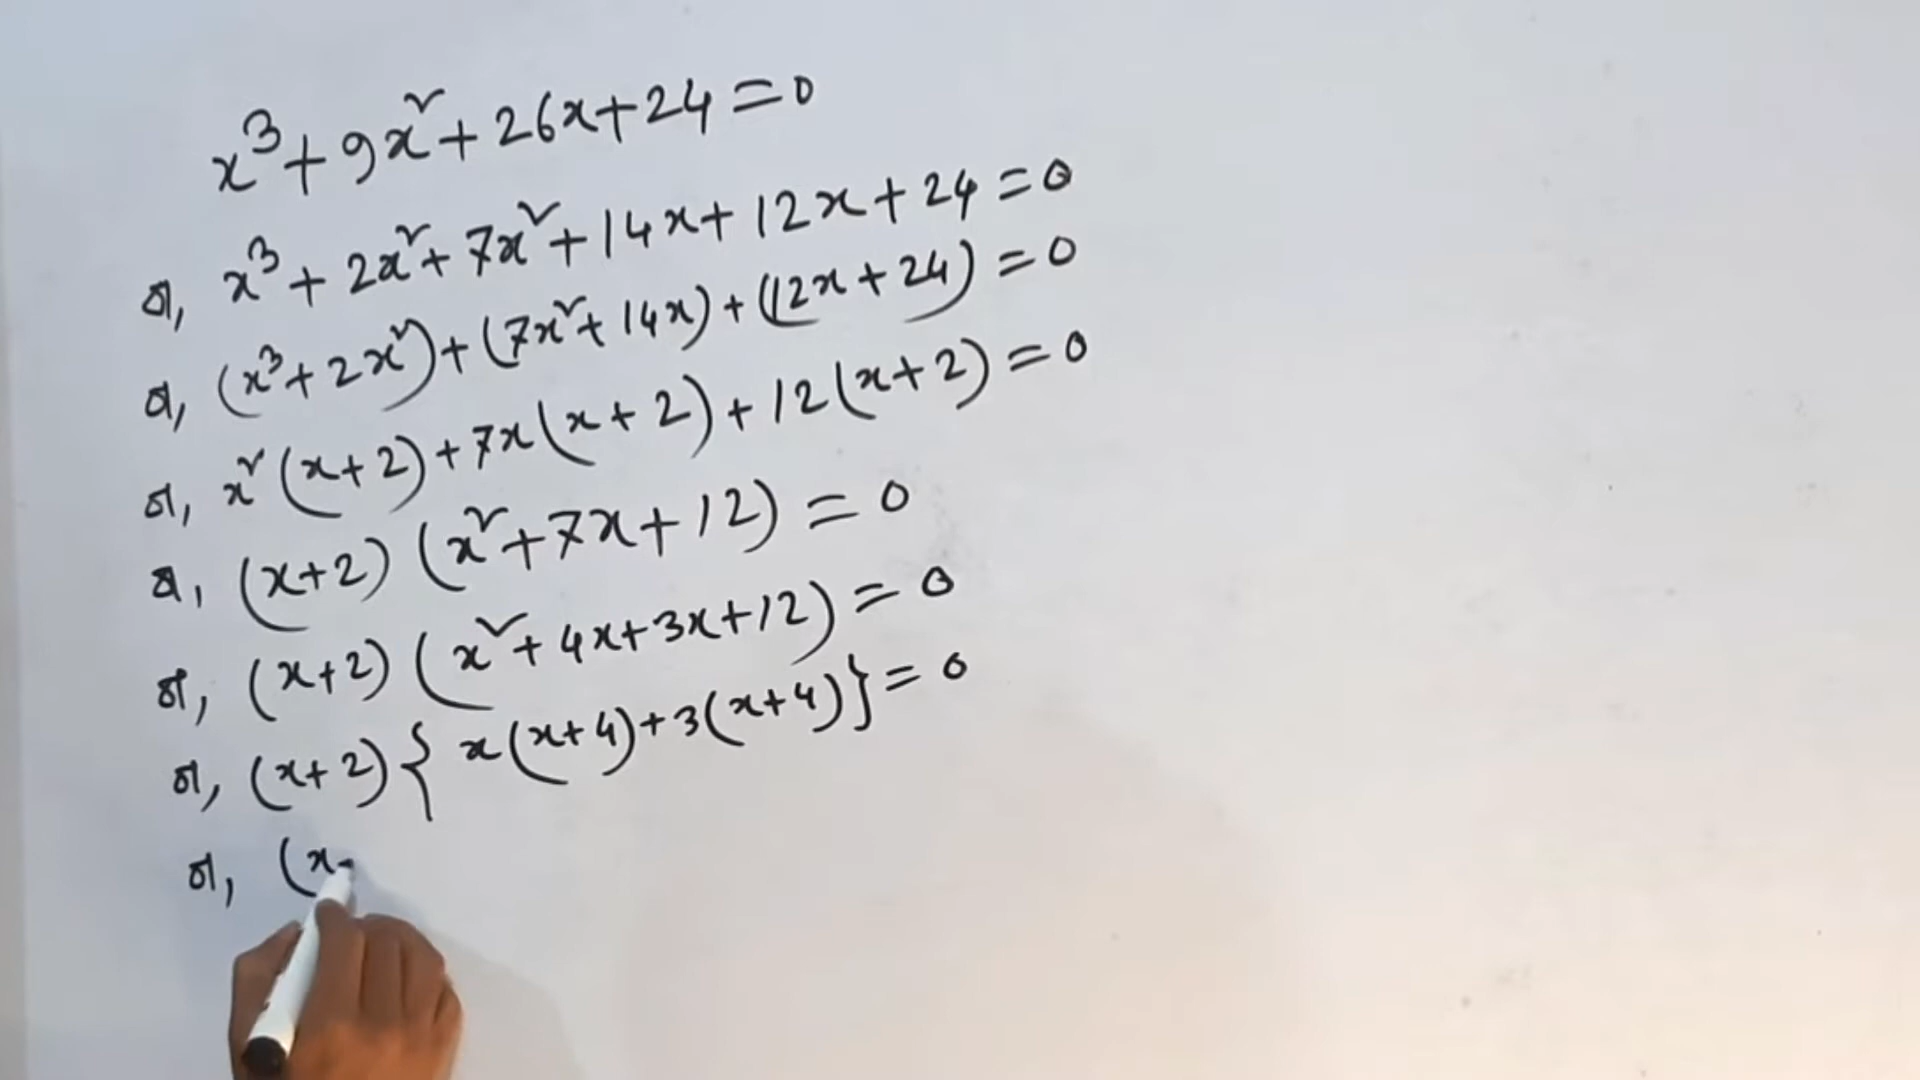 x³+9x²+26x+24=0
বা, x³+2x²+7x²+14x+12x+24=0
বা, (x³+2x²)+(7x²+14x)+(12x+24)=0
বা, x²(x+2)+7x(x+2)+12(x+2)=0
বা, (x+2)(x²+7x+12)=0
বা, (x+2)(x²+4x+3x+12)=0
বা, (x+2){x(x+4)+3(x+4)}=0
বা, (x